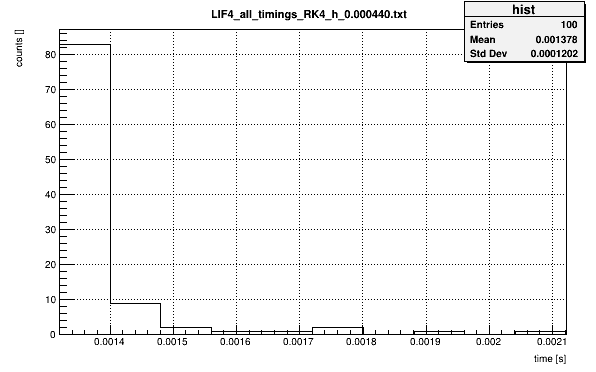 LIF4_all_timings_RK4_h_0.000440.txt
hist
Entries 100
Mean 0.001378
Std Dev 0.0001202
counts []
80
70
60
50
40
30
20
10
0
0.0014 0.0015 0.0016 0.0017 0.0018 0.0019 0.002 0.0021
time [s]